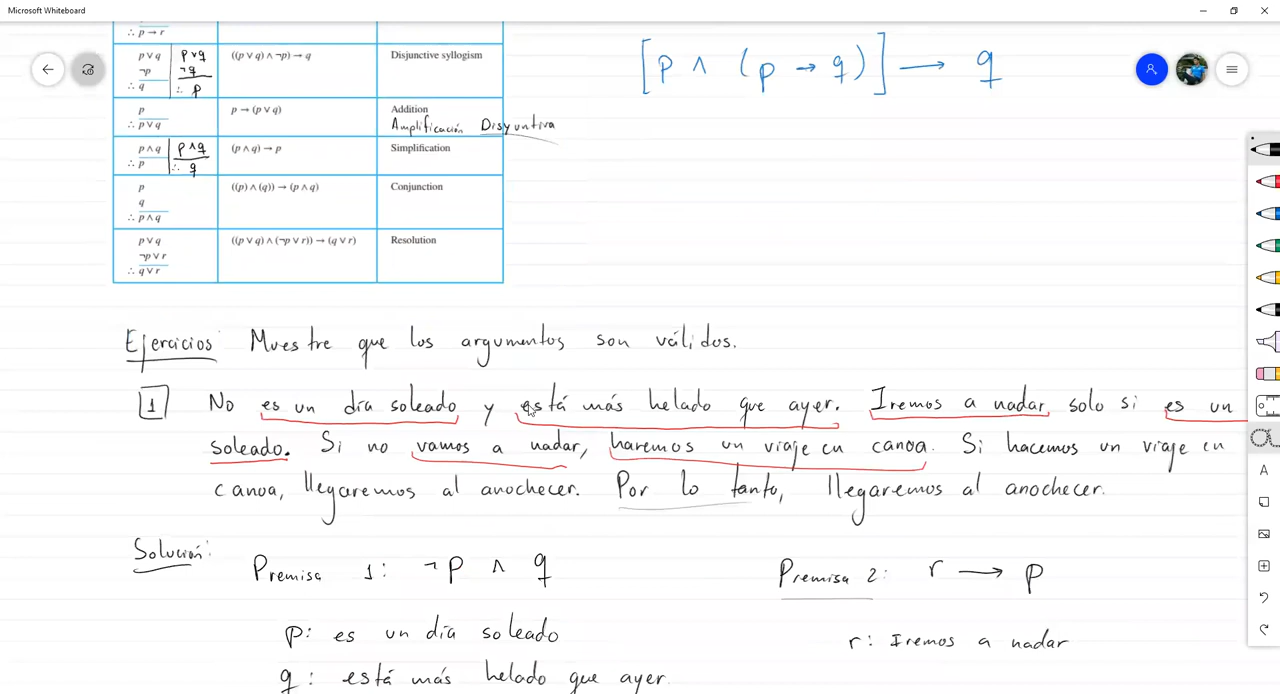 Microsoft Whiteboard
∴ p → r
p ∨ q
¬p
∴ q
p ∨ q
¬q
∴ p
((p ∨ q) ∧ ¬p) → q
Disjunctive syllogism
[p ∧ (p → q)] → q
p
∴ p ∨ q
p → (p ∨ q)
Addition
Amplificación Disyuntiva
p ∧ q
∴ p
p ∧ q
∴ q
(p ∧ q) → p
Simplification
p
q
∴ p ∧ q
((p) ∧ (q)) → (p ∧ q)
Conjunction
p ∨ q
¬p ∨ r
∴ q ∨ r
((p ∨ q) ∧ (¬p ∨ r)) → (q ∨ r)
Resolution
Ejercicios: Muestre que los argumentos son válidos.
1 No es un día soleado y está más helado que ayer. Iremos a nadar solo si es un
soleado. Si no vamos a nadar, haremos un viaje en canoa. Si hacemos un viaje en
canoa, llegaremos al anochecer. Por lo tanto, llegaremos al anochecer.
Solución:
Premisa 1: ¬p ∧ q
Premisa 2: r → p
p: es un día soleado
r: Iremos a nadar
q: está más helado que ayer.
A